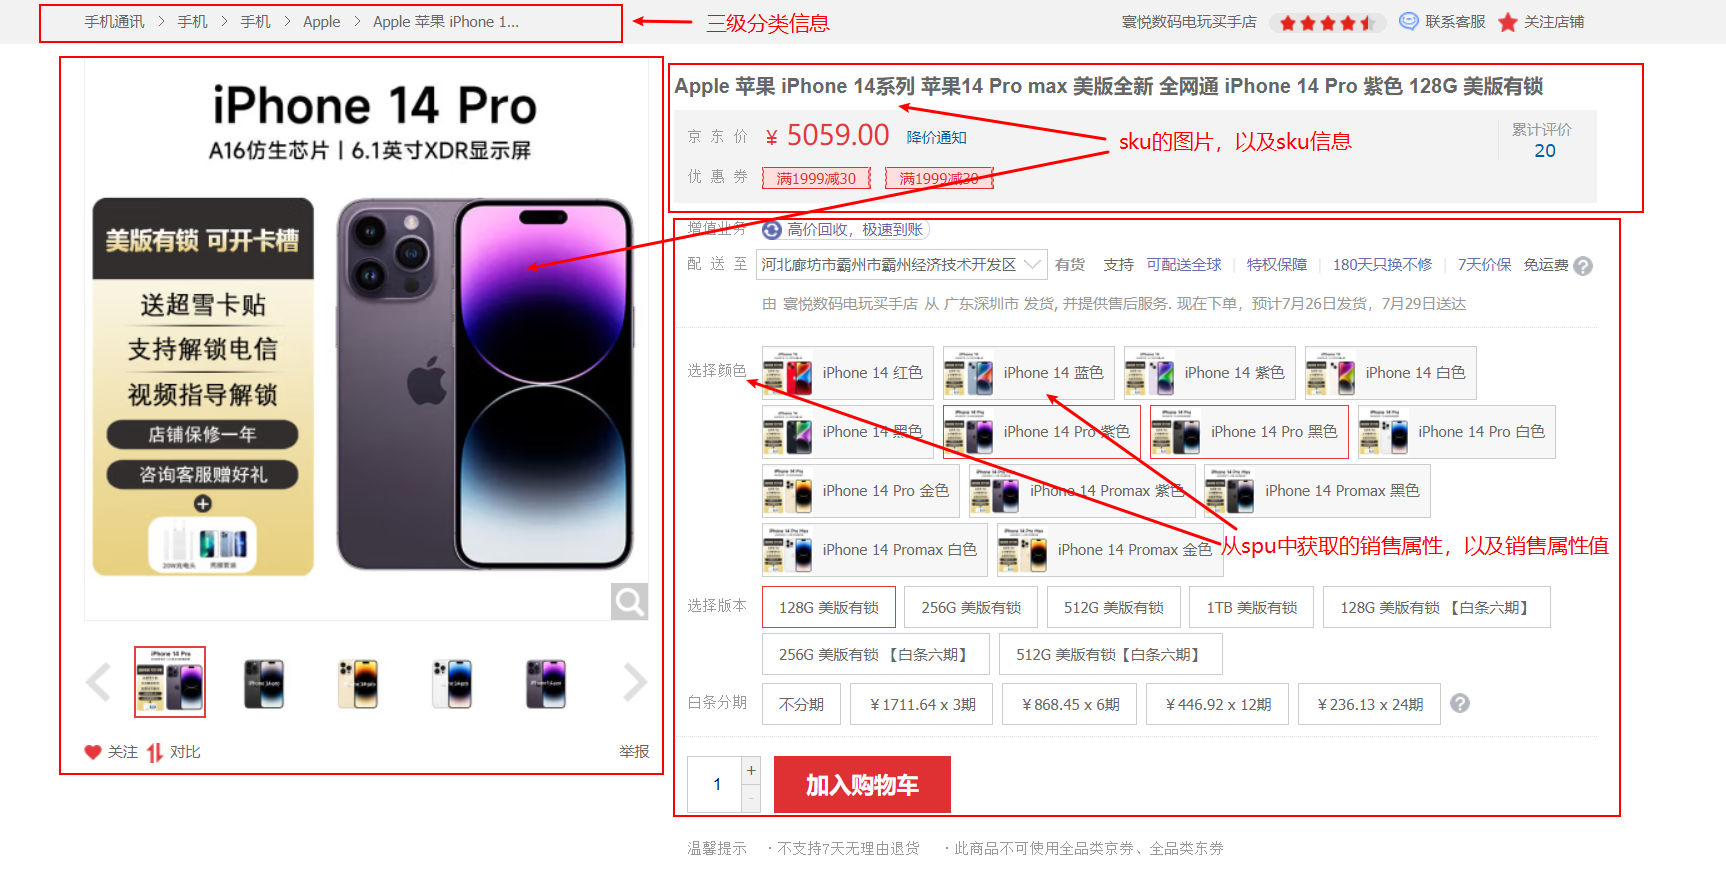 手机通讯 > 手机 > 手机 > Apple > Apple 苹果 iPhone 1...
三级分类信息
寰悦数码电玩买手店 联系客服 关注店铺
iPhone 14 Pro
A16仿生芯片 | 6.1英寸XDR显示屏
美版有锁 可开卡槽
送超雪卡贴
支持解锁电信
视频指导解锁
店铺保修一年
咨询客服赠好礼
+
20W充电头
关注 对比 举报
Apple 苹果 iPhone 14系列 苹果14 Pro max 美版全新 全网通 iPhone 14 Pro 紫色 128G 美版有锁
京东价 ¥ 5059.00 降价通知
累计评价
20
sku的图片，以及sku信息
优惠券 满1999减30 满1999减30
增值业务 高价回收，极速到账
配送至 河北廊坊市霸州市霸州经济技术开发区 有货 支持 可配送全球 | 特权保障 | 180天只换不修 | 7天价保 免运费 ?
由 寰悦数码电玩买手店 从 广东深圳市 发货, 并提供售后服务. 现在下单，预计7月26日发货，7月29日送达
选择颜色 iPhone 14 红色 iPhone 14 蓝色 iPhone 14 紫色 iPhone 14 白色
iPhone 14 黑色 iPhone 14 Pro 紫色 iPhone 14 Pro 黑色 iPhone 14 Pro 白色
iPhone 14 Pro 金色 iPhone 14 Promax 紫色 iPhone 14 Promax 黑色
iPhone 14 Promax 白色 iPhone 14 Promax 金色
从spu中获取的销售属性，以及销售属性值
选择版本 128G 美版有锁 256G 美版有锁 512G 美版有锁 1TB 美版有锁 128G 美版有锁 【白条六期】
256G 美版有锁 【白条六期】 512G 美版有锁【白条六期】
白条分期 不分期 ¥1711.64 x 3期 ¥868.45 x 6期 ¥446.92 x 12期 ¥236.13 x 24期 ?
1 + -
加入购物车
温馨提示 ·不支持7天无理由退货 ·此商品不可使用全品类京券、全品类东券